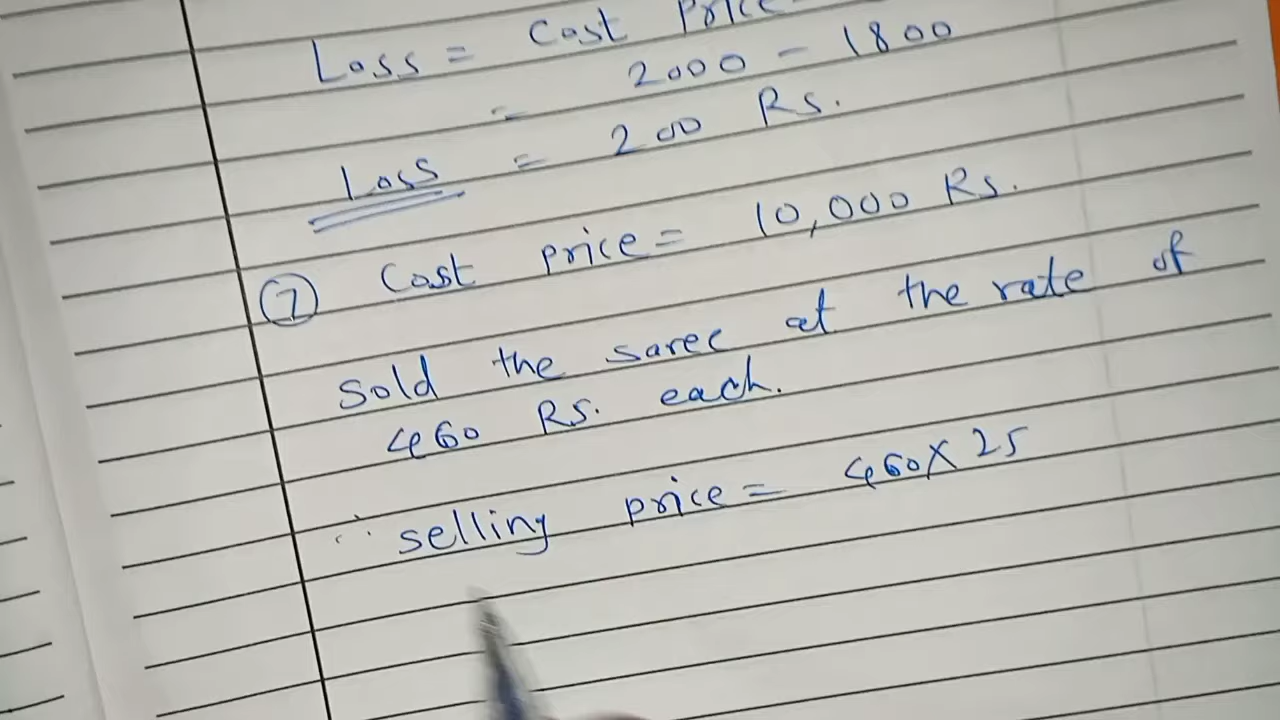 Loss = Cost Price
= 2000 - 1800
Loss = 200 Rs.
7 Cost price = 10,000 Rs.
Sold the saree at the rate of
460 Rs. each.
∴ selling price = 460 X 25